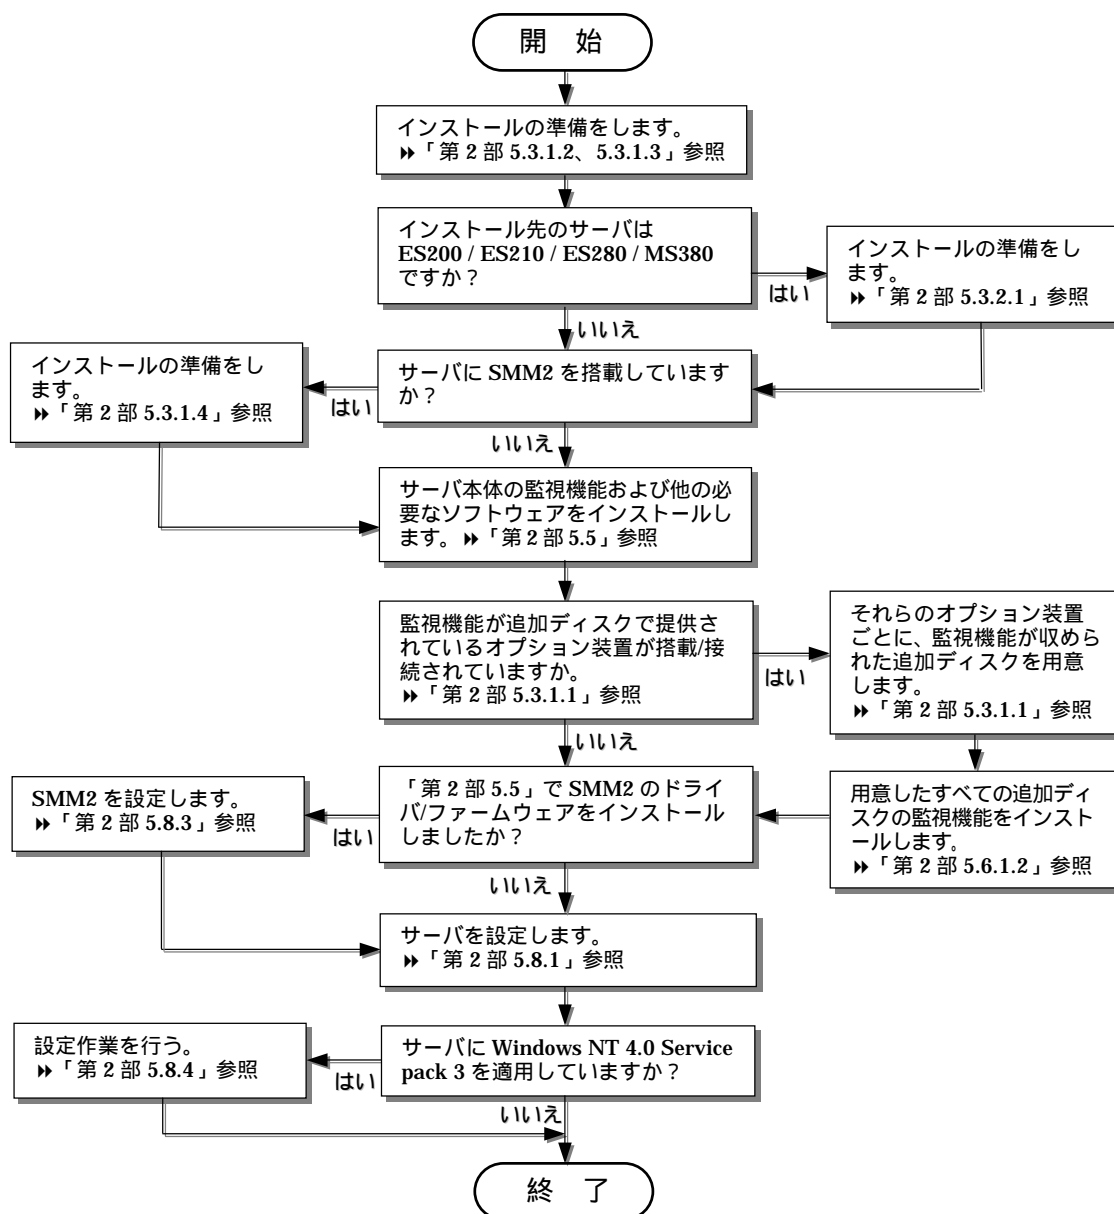 開　始
インストールの準備をします。
「第 2 部 5.3.1.2、5.3.1.3」参照
インストール先のサーバは
ES200 / ES210 / ES280 / MS380
ですか？
はい
インストールの準備をし
ます。
「第 2 部 5.3.2.1」参照
いいえ
サーバに SMM2 を搭載しています
か？
はい
インストールの準備をし
ます。
「第 2 部 5.3.1.4」参照
いいえ
サーバ本体の監視機能および他の必
要なソフトウェアをインストールし
ます。「第 2 部 5.5」参照
監視機能が追加ディスクで提供さ
れているオプション装置が搭載/接
続されていますか。
「第 2 部 5.3.1.1」参照
はい
それらのオプション装置
ごとに、監視機能が収めら
れた追加ディスクを用意
します。
「第 2 部 5.3.1.1」参照
用意したすべての追加ディ
スクの監視機能をインスト
ールします。
「第 2 部 5.6.1.2」参照
いいえ
「第 2 部 5.5」で SMM2 のドライ
バ/ファームウェアをインストール
しましたか？
はい
SMM2 を設定します。
「第 2 部 5.8.3」参照
いいえ
サーバを設定します。
「第 2 部 5.8.1」参照
サーバに Windows NT 4.0 Service
pack 3 を適用していますか？
はい
設定作業を行う。
「第 2 部 5.8.4」参照
いいえ
終　了